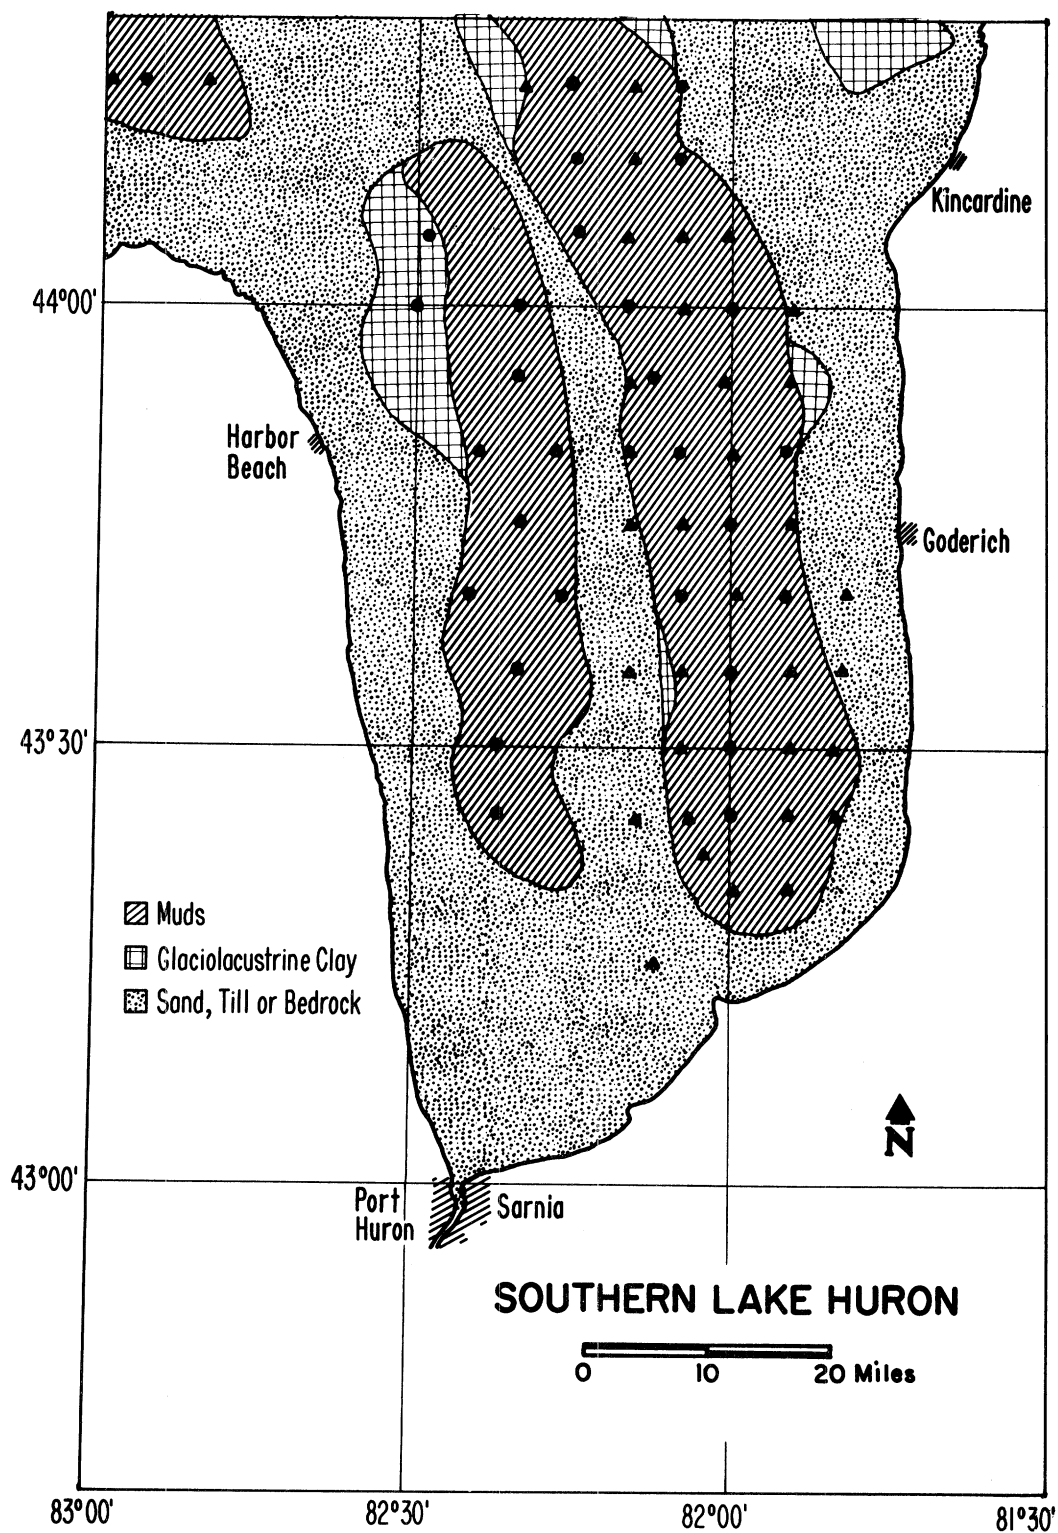 Kincardine
44°00'
Harbor
Beach
Goderich
43°30'
Muds
Glaciolacustrine Clay
Sand, Till or Bedrock
N
43°00'
Port
Huron
Sarnia
SOUTHERN LAKE HURON
0 10 20 Miles
83°00' 82°30' 82°00' 81°30'